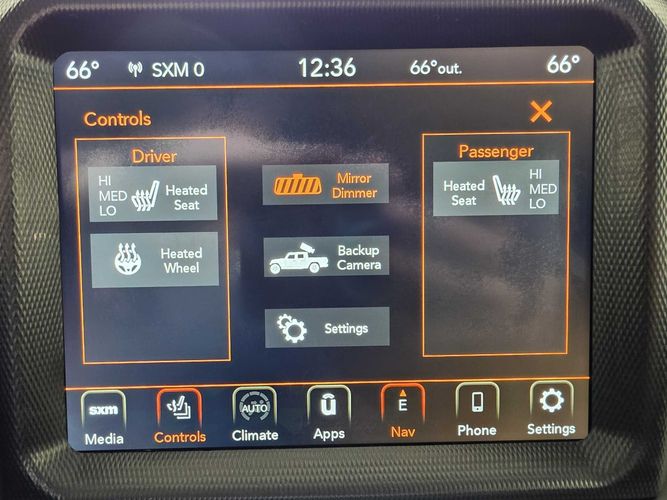 66° SXM 0 12:36 66°out. 66°
Controls
Driver
HI
MED
LO
Heated
Seat
Heated
Wheel
Mirror
Dimmer
Backup
Camera
Settings
Passenger
Heated
Seat
HI
MED
LO
sxm
Media
Controls
AUTO
Climate
ū
Apps
E
Nav
Phone
Settings